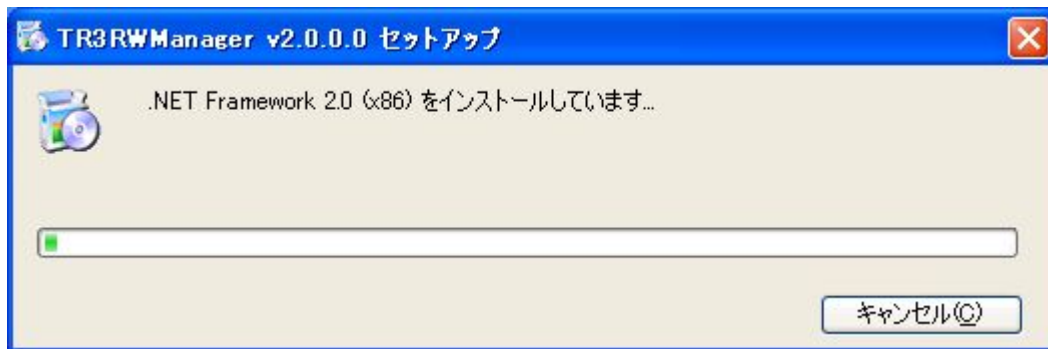 TR3RWManager v2.0.0.0 セットアップ
.NET Framework 2.0 (x86) をインストールしています...
キャンセル(C)